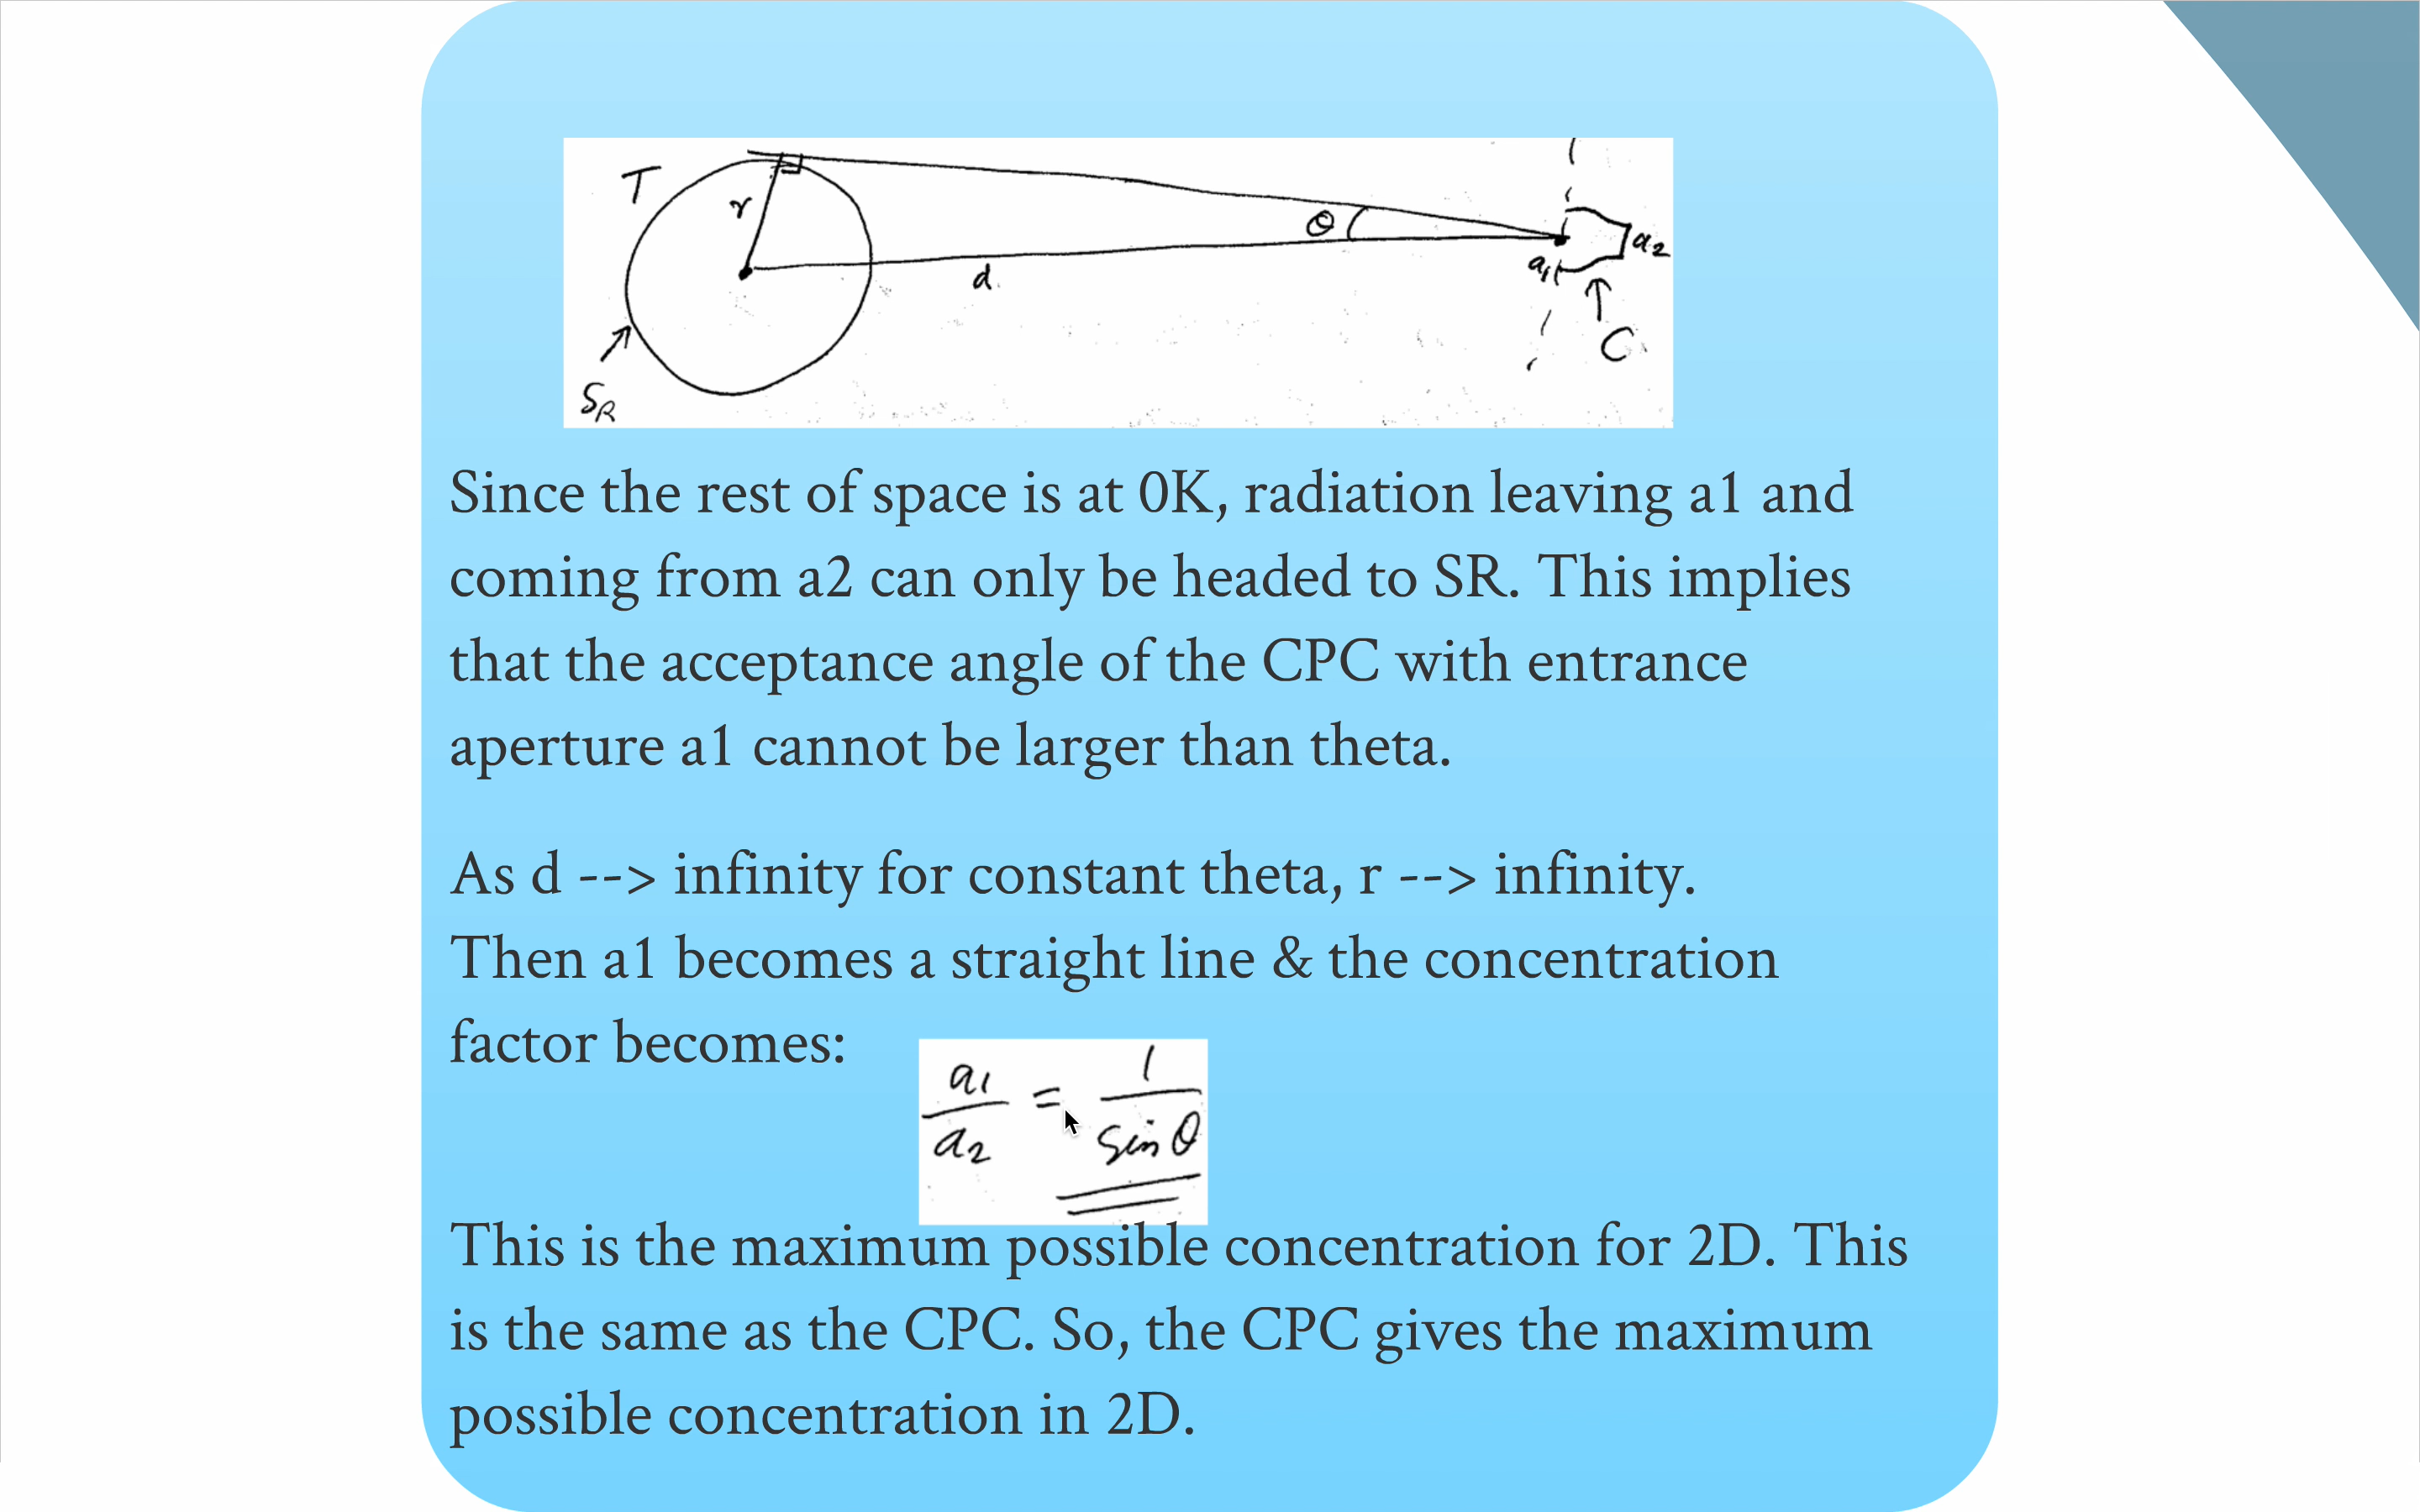 T
r
θ
d
a1
a2
C
SR
Since the rest of space is at 0K, radiation leaving a1 and
coming from a2 can only be headed to SR. This implies
that the acceptance angle of the CPC with entrance
aperture a1 cannot be larger than theta.
As d --> infinity for constant theta, r --> infinity.
Then a1 becomes a straight line & the concentration
factor becomes:
a1/a2 = 1/sin θ
This is the maximum possible concentration for 2D. This
is the same as the CPC. So, the CPC gives the maximum
possible concentration in 2D.